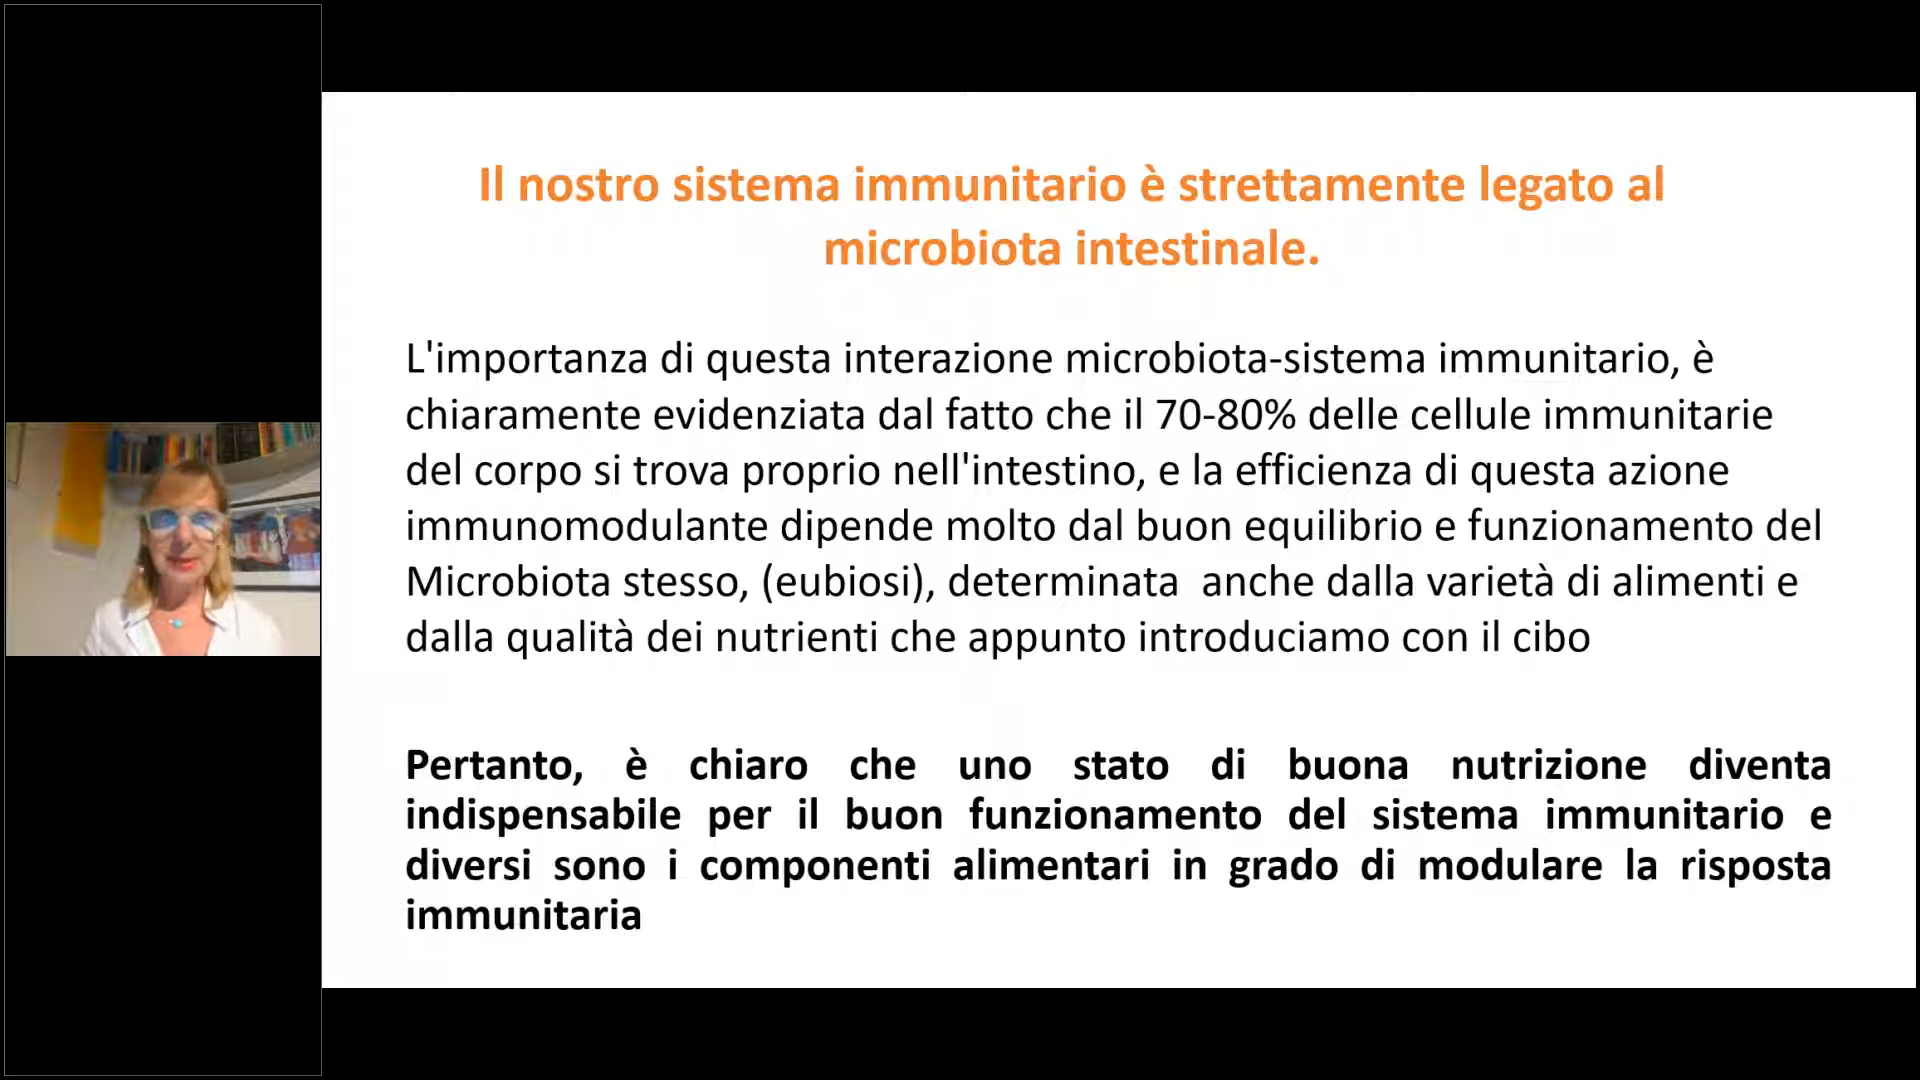 Il nostro sistema immunitario è strettamente legato al
microbiota intestinale.
L'importanza di questa interazione microbiota-sistema immunitario, è
chiaramente evidenziata dal fatto che il 70-80% delle cellule immunitarie
del corpo si trova proprio nell'intestino, e la efficienza di questa azione
immunomodulante dipende molto dal buon equilibrio e funzionamento del
Microbiota stesso, (eubiosi), determinata  anche dalla varietà di alimenti e
dalla qualità dei nutrienti che appunto introduciamo con il cibo
Pertanto, è chiaro che uno stato di buona nutrizione diventa
indispensabile per il buon funzionamento del sistema immunitario e
diversi sono i componenti alimentari in grado di modulare la risposta
immunitaria